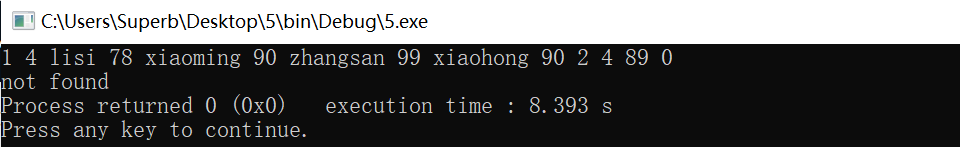 C:\Users\Superb\Desktop\5\bin\Debug\5.exe
1 4 lisi 78 xiaoming 90 zhangsan 99 xiaohong 90 2 4 89 0
not found
Process returned 0 (0x0)   execution time : 8.393 s
Press any key to continue.